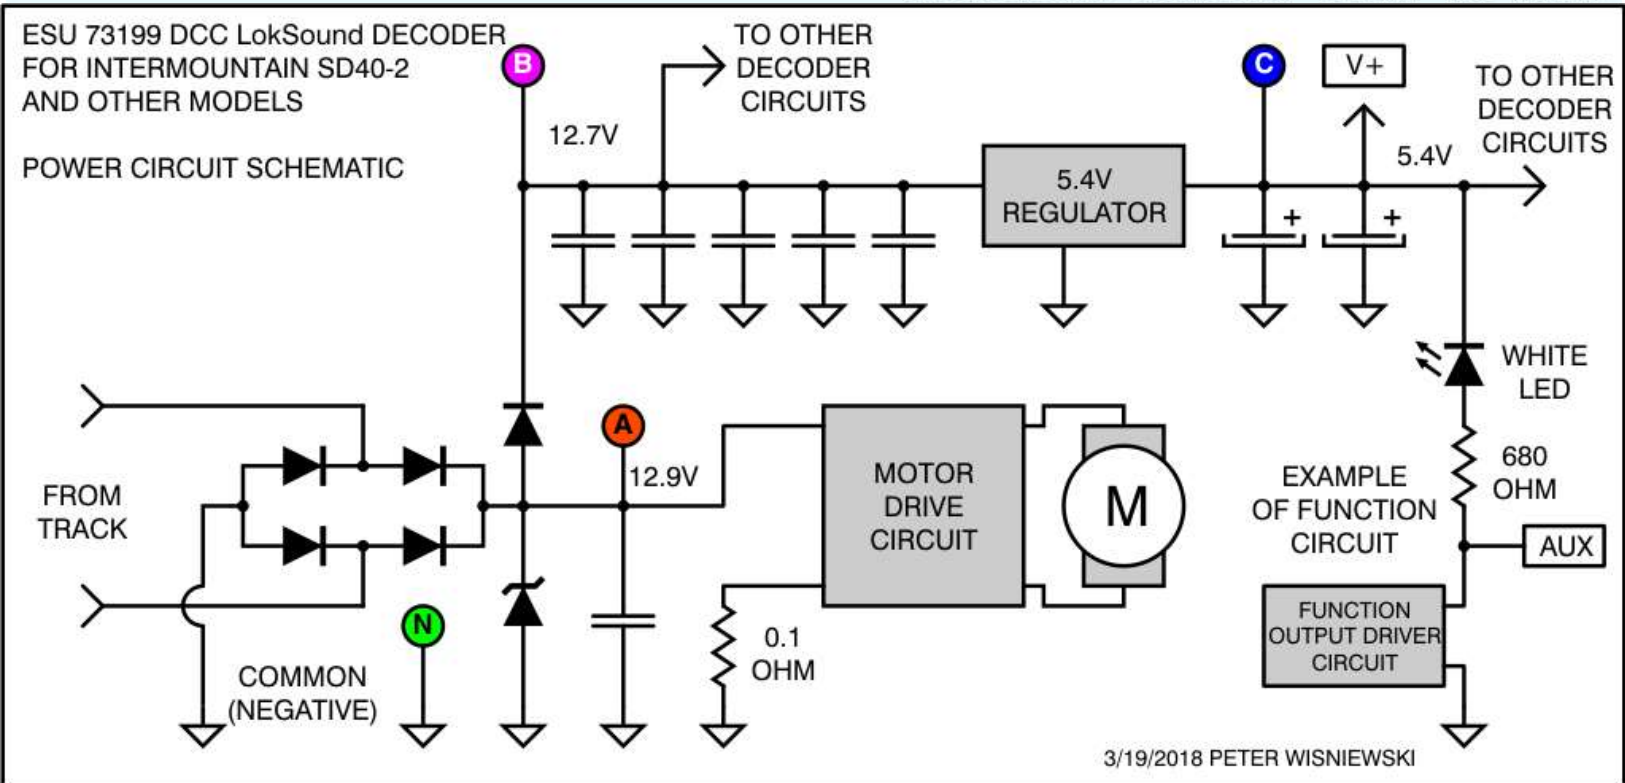 ESU 73199 DCC LokSound DECODER
FOR INTERMOUNTAIN SD40-2
AND OTHER MODELS
POWER CIRCUIT SCHEMATIC
B
12.7V
TO OTHER
DECODER
CIRCUITS
5.4V
REGULATOR
C
V+
5.4V
TO OTHER
DECODER
CIRCUITS
+
+
WHITE
LED
680
OHM
EXAMPLE
OF FUNCTION
CIRCUIT
AUX
FUNCTION
OUTPUT DRIVER
CIRCUIT
FROM
TRACK
A
12.9V
MOTOR
DRIVE
CIRCUIT
M
N
COMMON
(NEGATIVE)
0.1
OHM
3/19/2018 PETER WISNIEWSKI